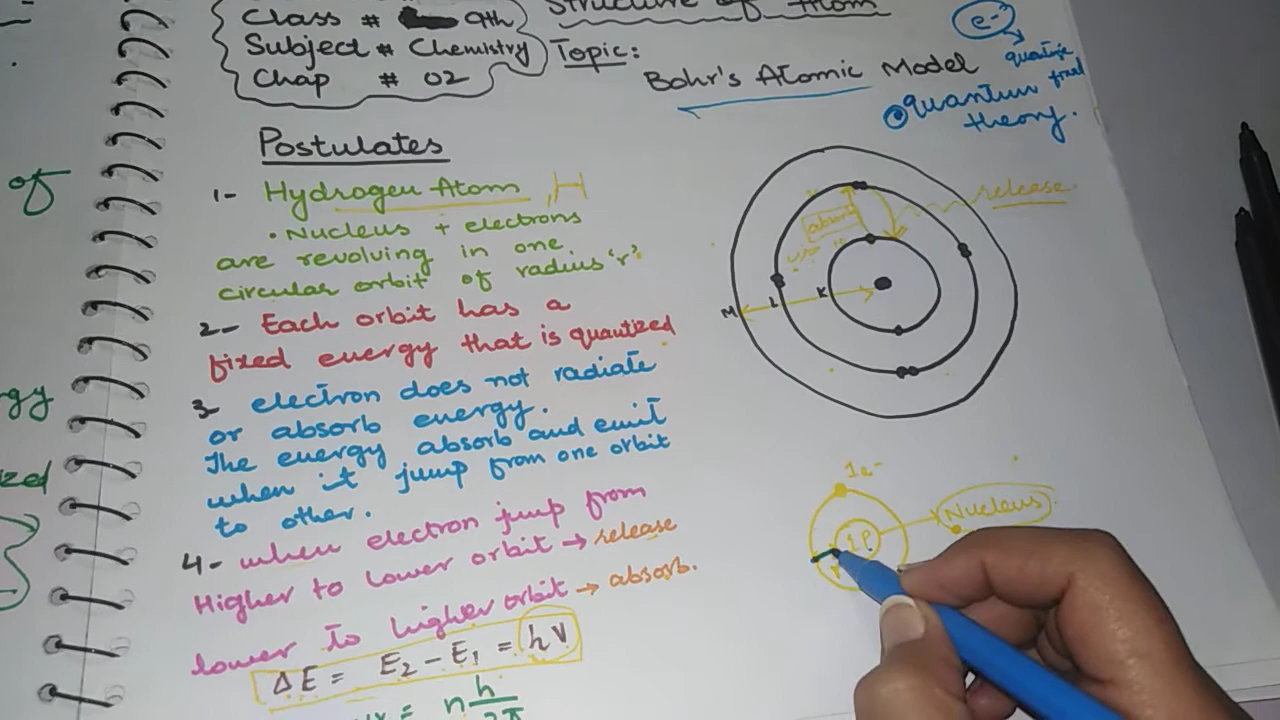 Structure of Atom
Class # 9th
Subject # Chemistry
Chap # 02
Topic:
Bohr's Atomic Model
e-
quantum
theory.
Postulates
1- Hydrogen Atom H
• Nucleus + electrons
are revolving in one
circular orbit of radius 'r'
2- Each orbit has a
fixed energy that is quantized
3- electron does not radiate
or absorb energy.
The energy absorb and emit
when it jump from one orbit
to other.
4- when electron jump from
Higher to lower orbit → release
lower to higher orbit → absorb.
ΔE = E2 - E1 = hv
= nh
2π
release
absorb
M L K
1e-
1P
Nucleus
of